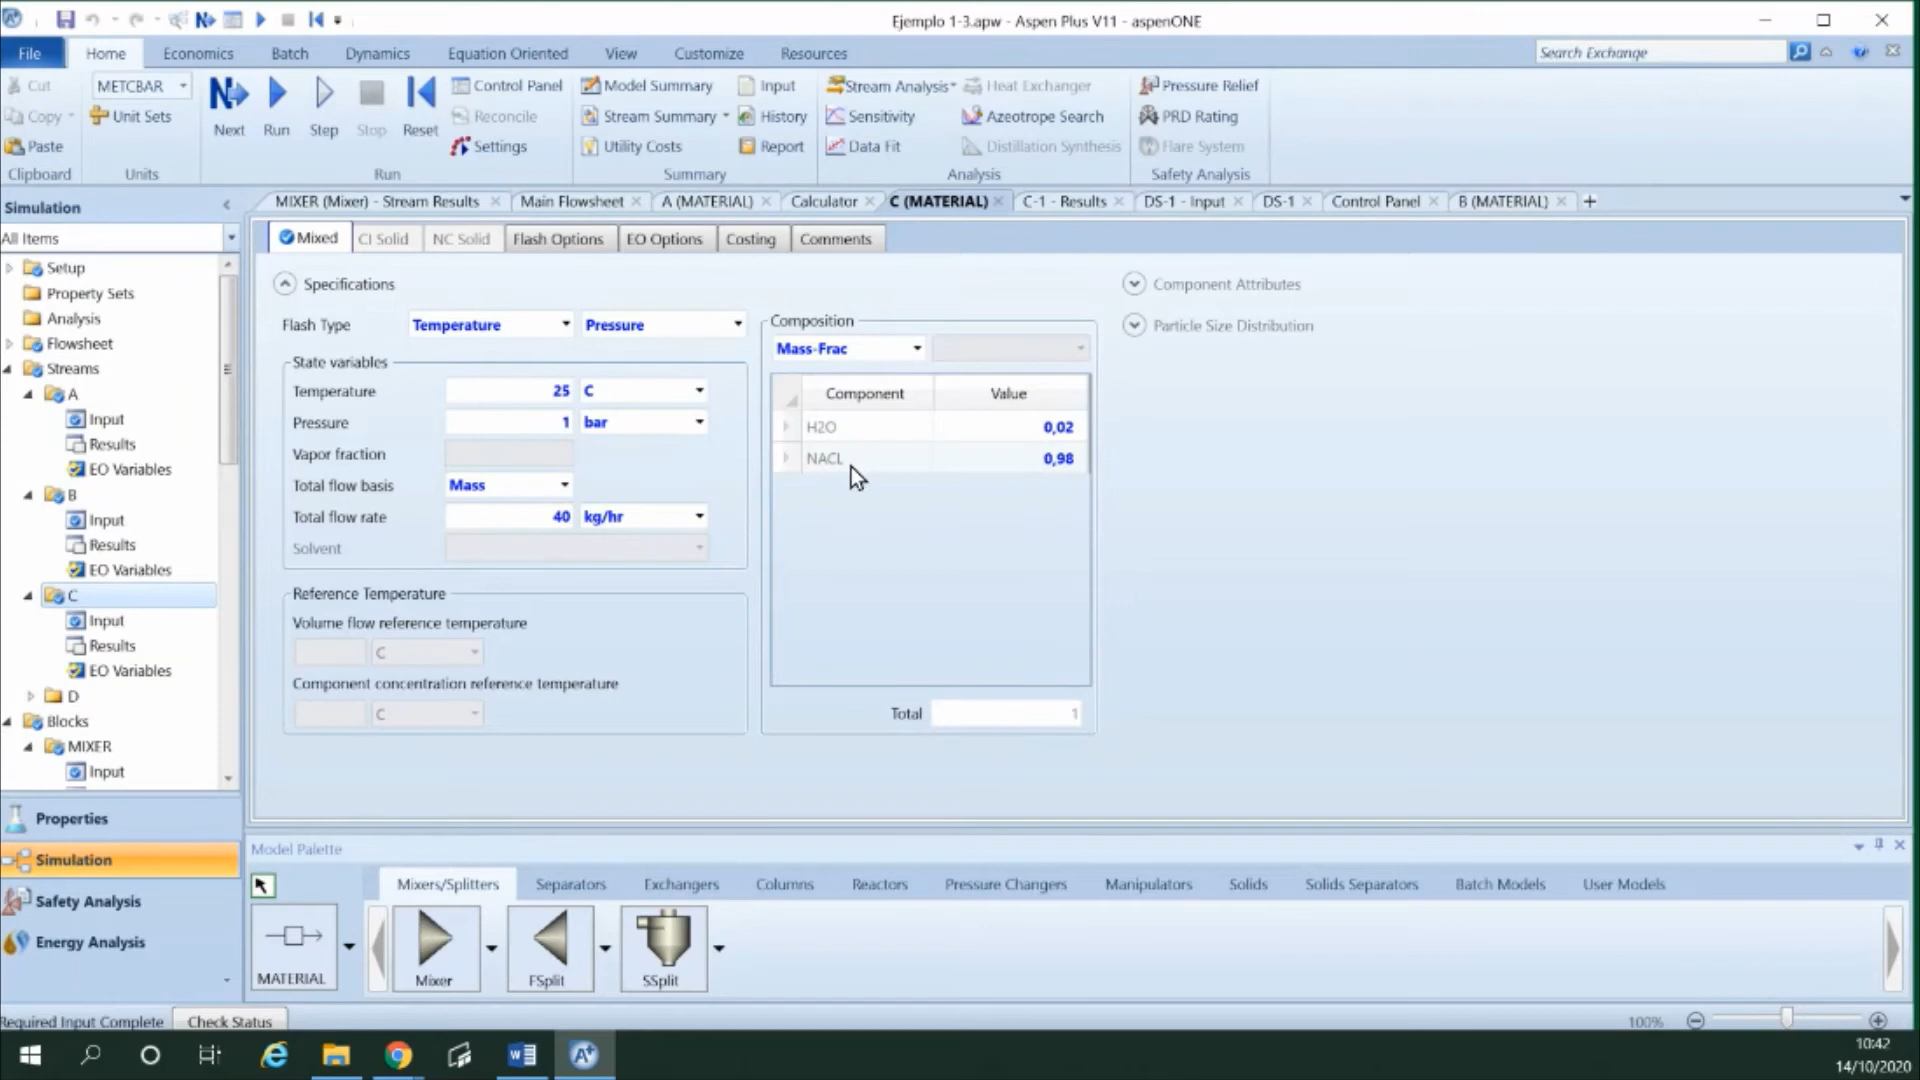 Ejemplo 1-3.apw - Aspen Plus V11 - aspenONE
File Home Economics Batch Dynamics Equation Oriented View Customize Resources Search Exchange
Cut METCBAR Control Panel Model Summary Input Stream Analysis Heat Exchanger Pressure Relief
Copy Unit Sets Next Run Step Stop Reset Reconcile Stream Summary History Sensitivity Azeotrope Search PRD Rating
Paste Settings Utility Costs Report Data Fit Distillation Synthesis Flare System
Clipboard Units Run Summary Analysis Safety Analysis
Simulation MIXER (Mixer) - Stream Results Main Flowsheet A (MATERIAL) Calculator C (MATERIAL) C-1 - Results DS-1 - Input DS-1 Control Panel B (MATERIAL) +
All Items
Mixed CI Solid NC Solid Flash Options EO Options Costing Comments
Setup
Property Sets
Analysis
Flowsheet
Streams
A
Input
Results
EO Variables
B
Input
Results
EO Variables
C
Input
Results
EO Variables
D
Blocks
MIXER
Input
Properties
Simulation
Safety Analysis
Energy Analysis
Specifications
Flash Type Temperature Pressure
State variables
Temperature 25 C
Pressure 1 bar
Vapor fraction
Total flow basis Mass
Total flow rate 40 kg/hr
Solvent
Reference Temperature
Volume flow reference temperature
C
Component concentration reference temperature
C
Composition
Mass-Frac
Component Value
H2O 0,02
NACL 0,98
Total 1
Component Attributes
Particle Size Distribution
Model Palette
Mixers/Splitters Separators Exchangers Columns Reactors Pressure Changers Manipulators Solids Solids Separators Batch Models User Models
MATERIAL Mixer FSplit SSplit
Required Input Complete Check Status 100%
10:42
14/10/2020